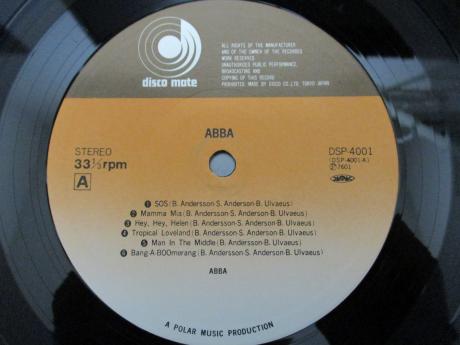 disco mate
ALL RIGHTS OF THE MANUFACTURER
AND OF THE OWNER OF THE RECORDED
WORK RESERVED
UNAUTHORIZED PUBLIC PERFORMANCE,
BROADCASTING AND
COPYING OF THIS RECORD
PROHIBITED MADE BY DISCO CO.,LTD. TOKYO JAPAN
ABBA
STEREO
33⅓rpm
A
DSP-4001
(DSP-4001-A)
Ⓟ7601
① SOS(B. Andersson-S. Anderson-B. Ulvaeus)
② Mamma Mia(B. Andersson-S. Anderson-B. Ulvaeus)
③ Hey, Hey, Helen(B. Andersson-S. Anderson-B. Ulvaeus)
④ Tropical Loveland(B. Andersson-S. Anderson-B. Ulvaeus)
⑤ Man In The Middle(B. Andersson-S. Anderson-B. Ulvaeus)
⑥ Bang-A-BOOmerang(B. Andersson-S. Anderson-B. Ulvaeus)
ABBA
A POLAR MUSIC PRODUCTION